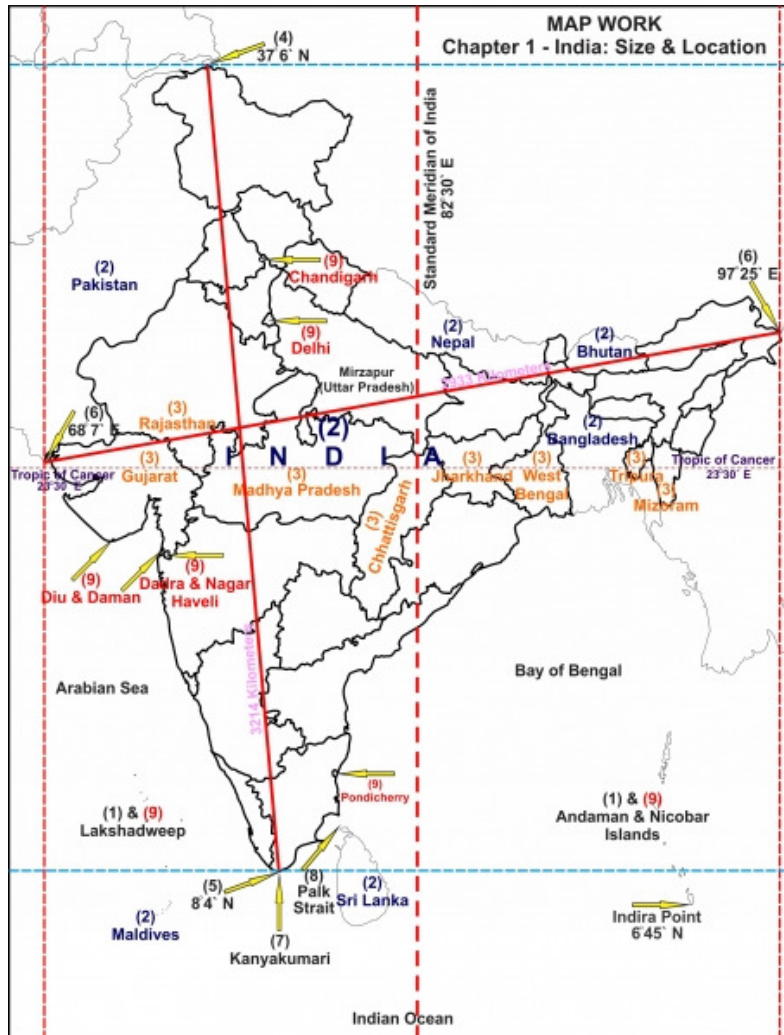 MAP WORK
Chapter 1 - India: Size & Location
(4)
37˚6` N
Standard Meridian of India
82˚30` E
(9)
Chandigarh
(2)
Pakistan
(6)
97˚25` E
(9)
Delhi
(2)
Nepal
(2)
Bhutan
Mirzapur
(Uttar Pradesh)
2933 Kilometers
(6)
68˚7` E
(3)
Rajasthan
(2)
INDIA
(2)
Bangladesh
Tropic of Cancer
23˚30` E
(3)
Gujarat
(3)
Madhya Pradesh
(3)
Chhattisgarh
(3)
Jharkhand
(3)
West
Bengal
(3)
Tripura
(3)
Mizoram
Tropic of Cancer
23˚30` E
(9)
Diu & Daman
(9)
Dadra & Nagar
Haveli
3214 Kilometers
Arabian Sea
Bay of Bengal
(9)
Pondicherry
(1) & (9)
Lakshadweep
(1) & (9)
Andaman & Nicobar
Islands
(5)
8˚4` N
(8)
Palk
Strait
(2)
Sri Lanka
(2)
Maldives
(7)
Kanyakumari
Indira Point
6˚45` N
Indian Ocean